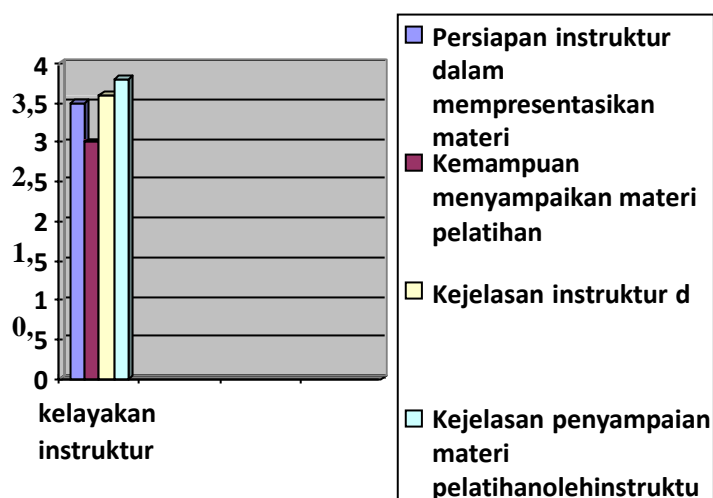 4
3,5
3
2,5
2
1,5
1
0,5
0
kelayakan
instruktur
Persiapan instruktur
dalam
mempresentasikan
materi
Kemampuan
menyampaikan materi
pelatihan
Kejelasan instruktur d
Kejelasan penyampaian
materi
pelatihanolehinstruktu